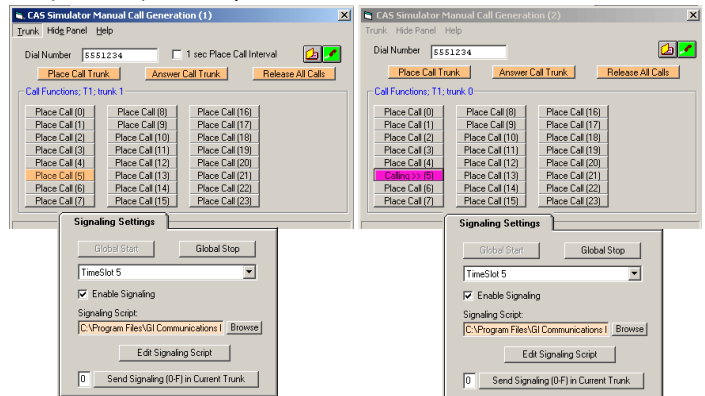 CAS Simulator Manual Call Generation (1)
Trunk Hide Panel Help
Dial Number 5551234 1 sec Place Call Interval
Place Call Trunk Answer Call Trunk Release All Calls
Call Functions; T1; trunk 1
Place Call (0) Place Call (8) Place Call (16)
Place Call (1) Place Call (9) Place Call (17)
Place Call (2) Place Call (10) Place Call (18)
Place Call (3) Place Call (11) Place Call (19)
Place Call (4) Place Call (12) Place Call (20)
Place Call (5) Place Call (13) Place Call (21)
Place Call (6) Place Call (14) Place Call (22)
Place Call (7) Place Call (15) Place Call (23)
Signaling Settings
Global Start Global Stop
TimeSlot 5
Enable Signaling
Signaling Script:
C:\Program Files\Gl Communications I Browse
Edit Signaling Script
0 Send Signaling (0-F) in Current Trunk
CAS Simulator Manual Call Generation (2)
Trunk Hide Panel Help
Dial Number 5551234
Place Call Trunk Answer Call Trunk Release All Calls
Call Functions; T1; trunk 0
Place Call (0) Place Call (8) Place Call (16)
Place Call (1) Place Call (9) Place Call (17)
Place Call (2) Place Call (10) Place Call (18)
Place Call (3) Place Call (11) Place Call (19)
Place Call (4) Place Call (12) Place Call (20)
Calling >> (5) Place Call (13) Place Call (21)
Place Call (6) Place Call (14) Place Call (22)
Place Call (7) Place Call (15) Place Call (23)
Signaling Settings
Global Start Global Stop
TimeSlot 5
Enable Signaling
Signaling Script:
C:\Program Files\Gl Communications I Browse
Edit Signaling Script
0 Send Signaling (0-F) in Current Trunk